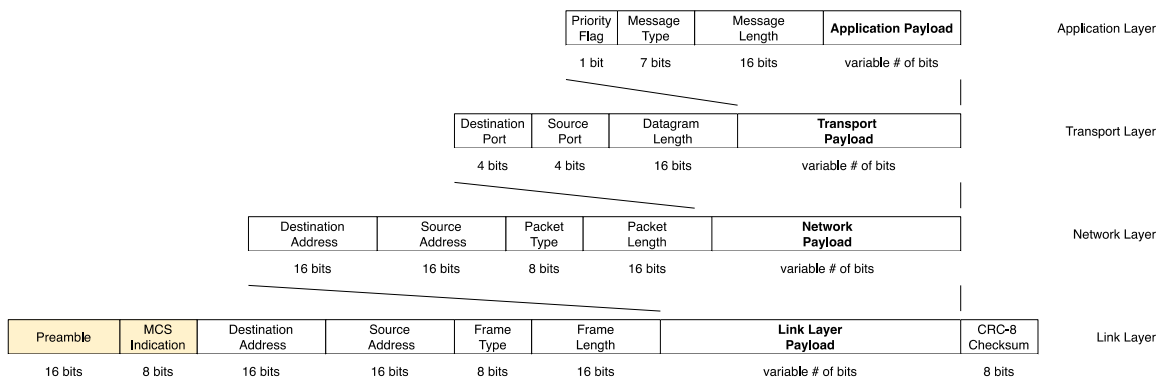 Priority Message Message Application Payload Application Layer
Flag Type Length
1 bit 7 bits 16 bits variable # of bits
Destination Source Datagram Transport Transport Layer
Port Port Length Payload
4 bits 4 bits 16 bits variable # of bits
Destination Source Packet Packet Network Network Layer
Address Address Type Length Payload
16 bits 16 bits 8 bits 16 bits variable # of bits
Preamble MCS Destination Source Frame Frame Link Layer CRC-8 Link Layer
Indication Address Address Type Length Payload Checksum
16 bits 8 bits 16 bits 16 bits 8 bits 16 bits variable # of bits 8 bits